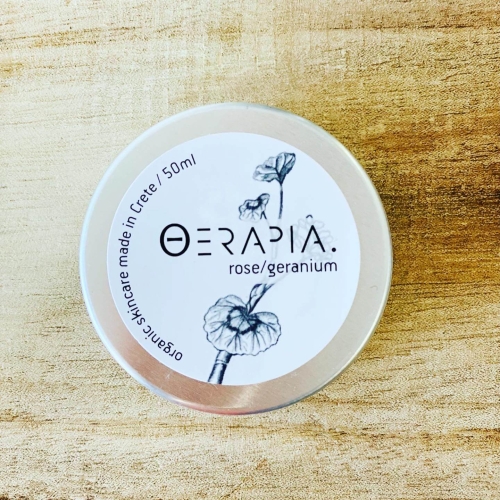 organic skincare made in Crete / 50ml
ΘERAPIA.
rose/geranium